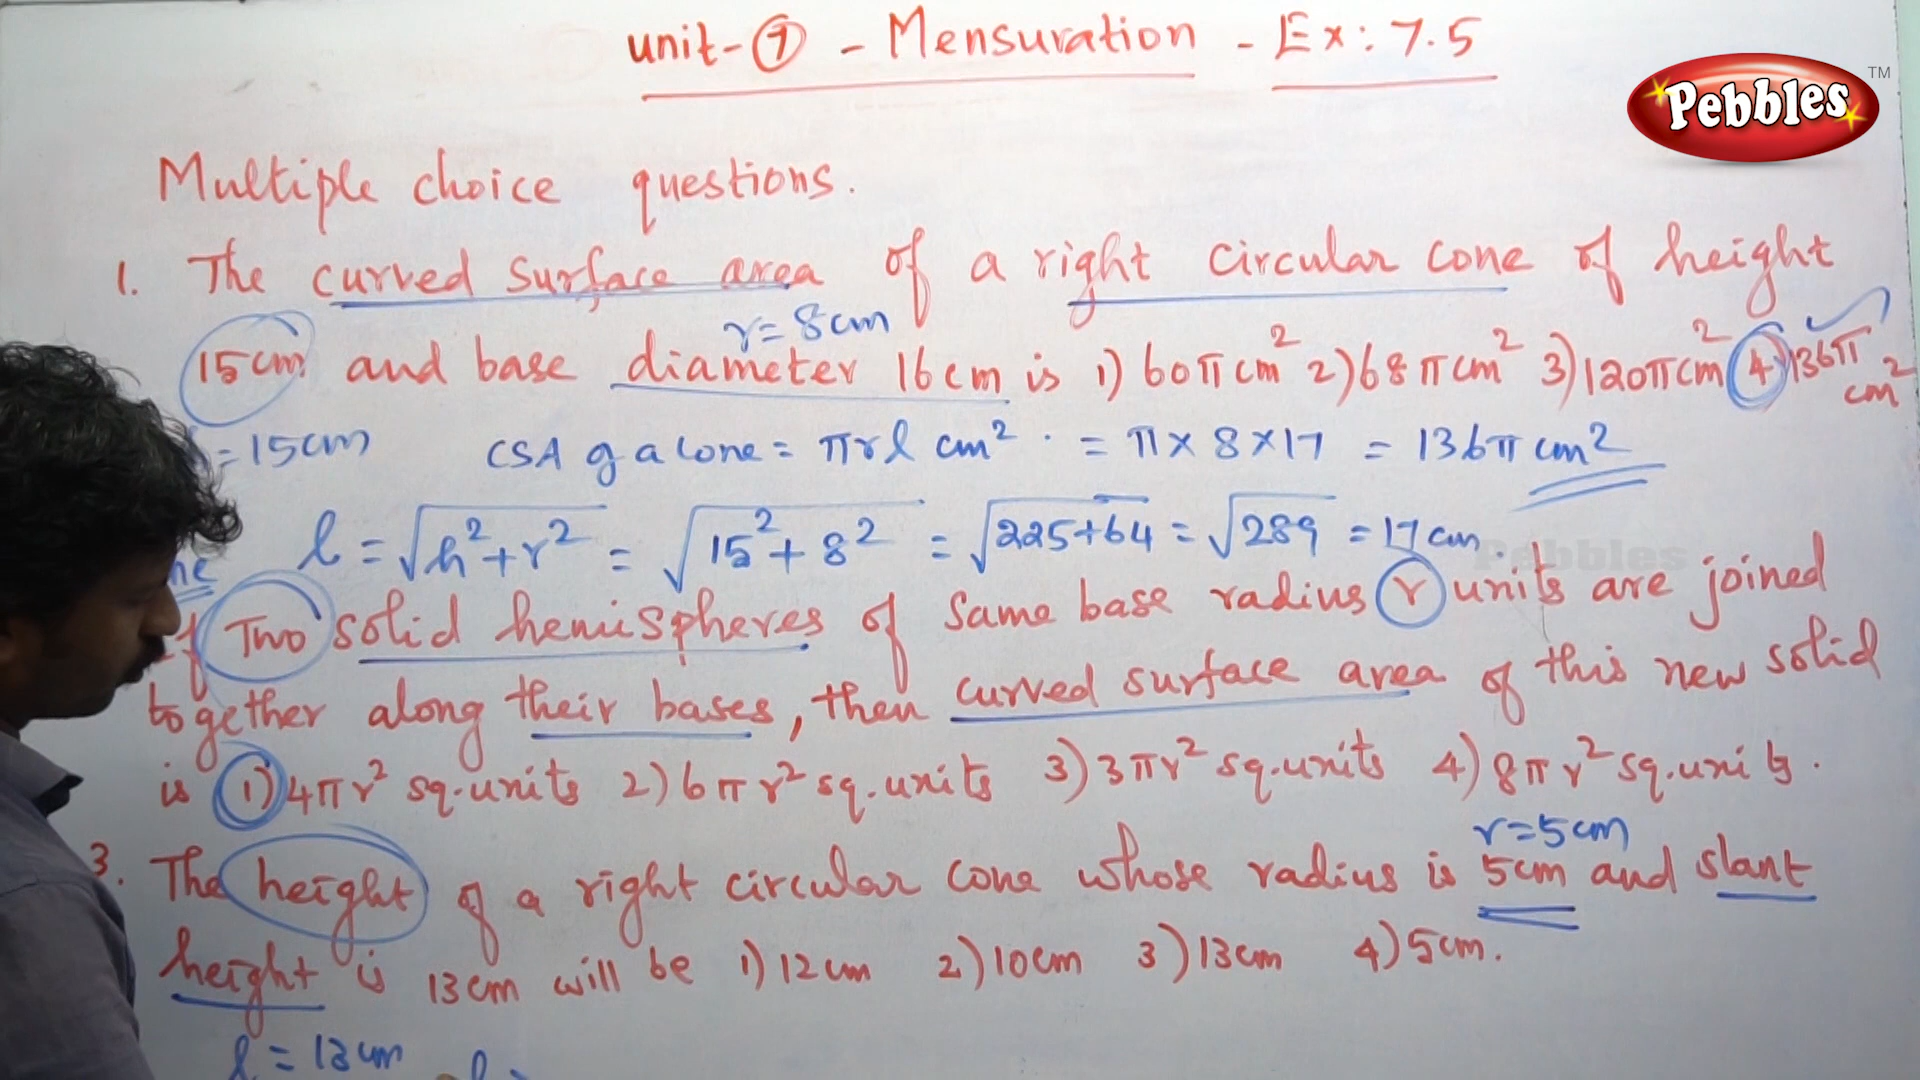 unit-⑦ - Mensuration - Ex: 7.5
Pebbles TM
Multiple choice questions.
1. The curved surface area of a right circular cone of height
r=8cm
15cm and base diameter 16cm is 1) 60πcm² 2) 68πcm² 3) 120πcm² 4) 136π cm²
=15cm CSA of a Cone = πrl cm² . = π×8×17 = 136π cm²
l = √h²+r² = √15²+8² = √225+64 = √289 = 17cm.
Pebbles
If Two solid hemispheres of same base radius r units are joined
together along their bases, then curved surface area of this new solid
is 1) 4πr² sq.units 2) 6πr² sq.units 3) 3πr² sq.units 4) 8πr² sq.units.
r=5cm
3. The height of a right circular cone whose radius is 5cm and slant
height is 13cm will be 1) 12cm 2) 10cm 3) 13cm 4) 5cm.
l = 13cm